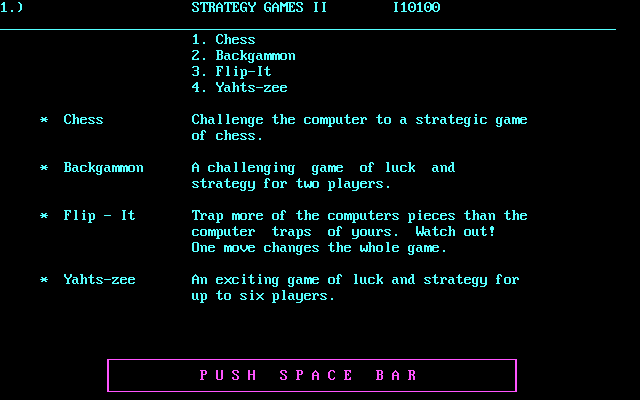 1.) STRATEGY GAMES II I10100
1. Chess
2. Backgammon
3. Flip-It
4. Yahts-zee
* Chess Challenge the computer to a strategic game
of chess.
* Backgammon A challenging game of luck and
strategy for two players.
* Flip - It Trap more of the computers pieces than the
computer traps of yours. Watch out!
One move changes the whole game.
* Yahts-zee An exciting game of luck and strategy for
up to six players.
PUSH SPACE BAR